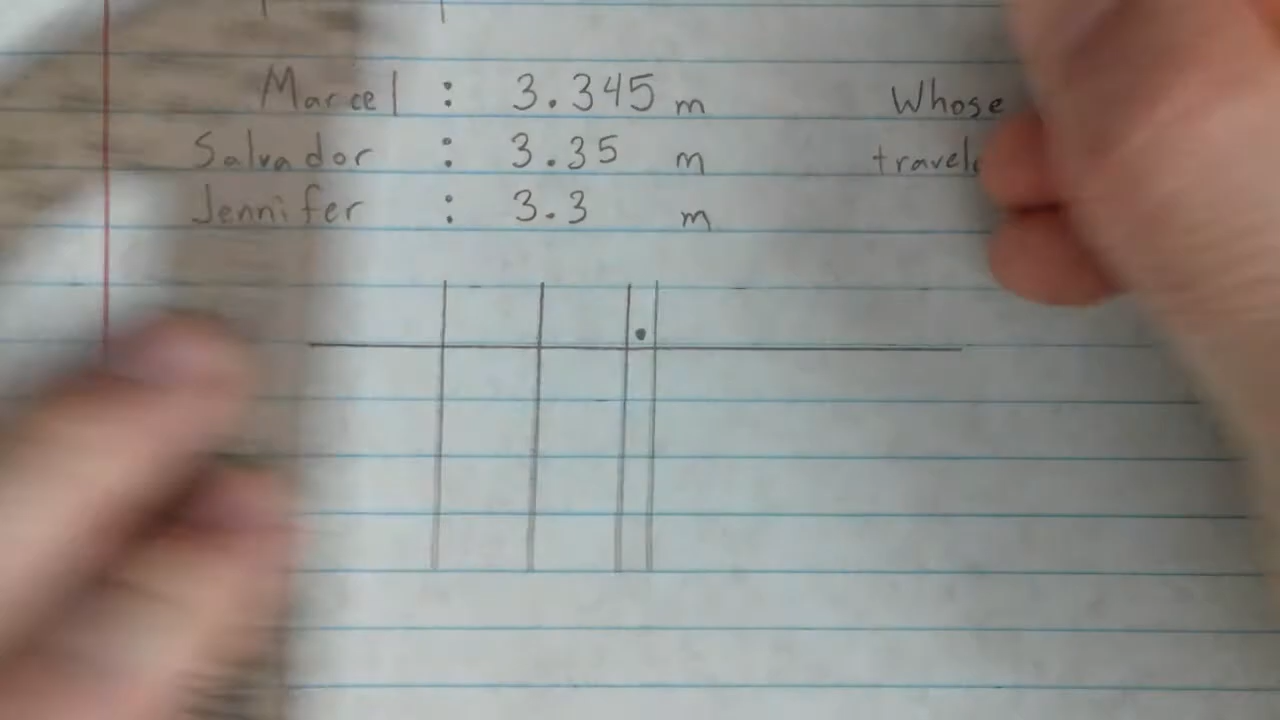 Marcel : 3.345 m Whose
Salvador : 3.35 m
Jennifer : 3.3 m
.